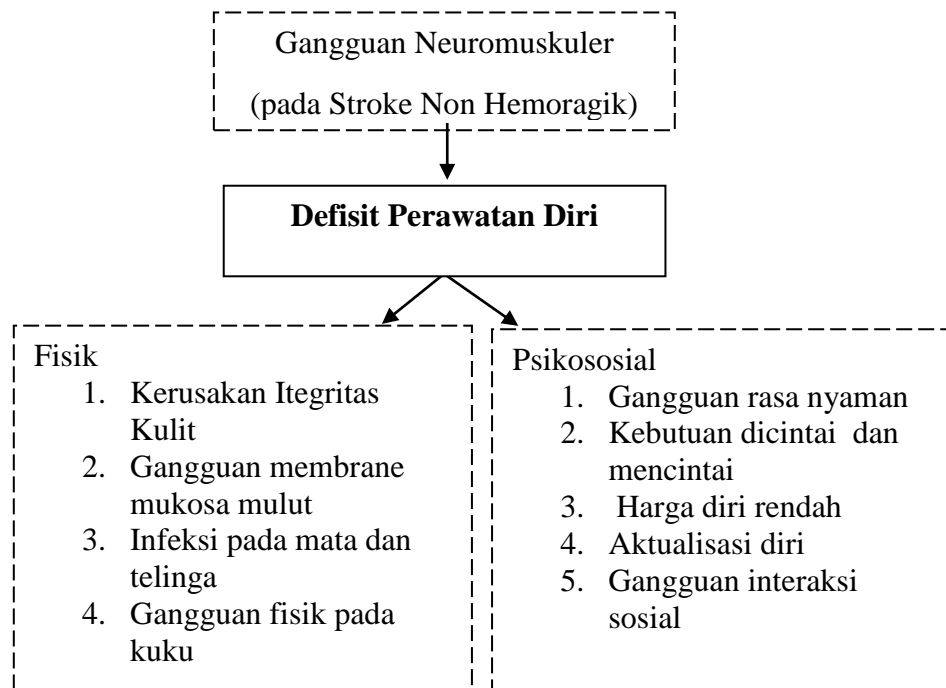 Gangguan Neuromuskuler
(pada Stroke Non Hemoragik)
Defisit Perawatan Diri
Fisik
1. Kerusakan Itegritas
Kulit
2. Gangguan membrane
mukosa mulut
3. Infeksi pada mata dan
telinga
4. Gangguan fisik pada
kuku
Psikososial
1. Gangguan rasa nyaman
2. Kebutuan dicintai dan
mencintai
3. Harga diri rendah
4. Aktualisasi diri
5. Gangguan interaksi
sosial